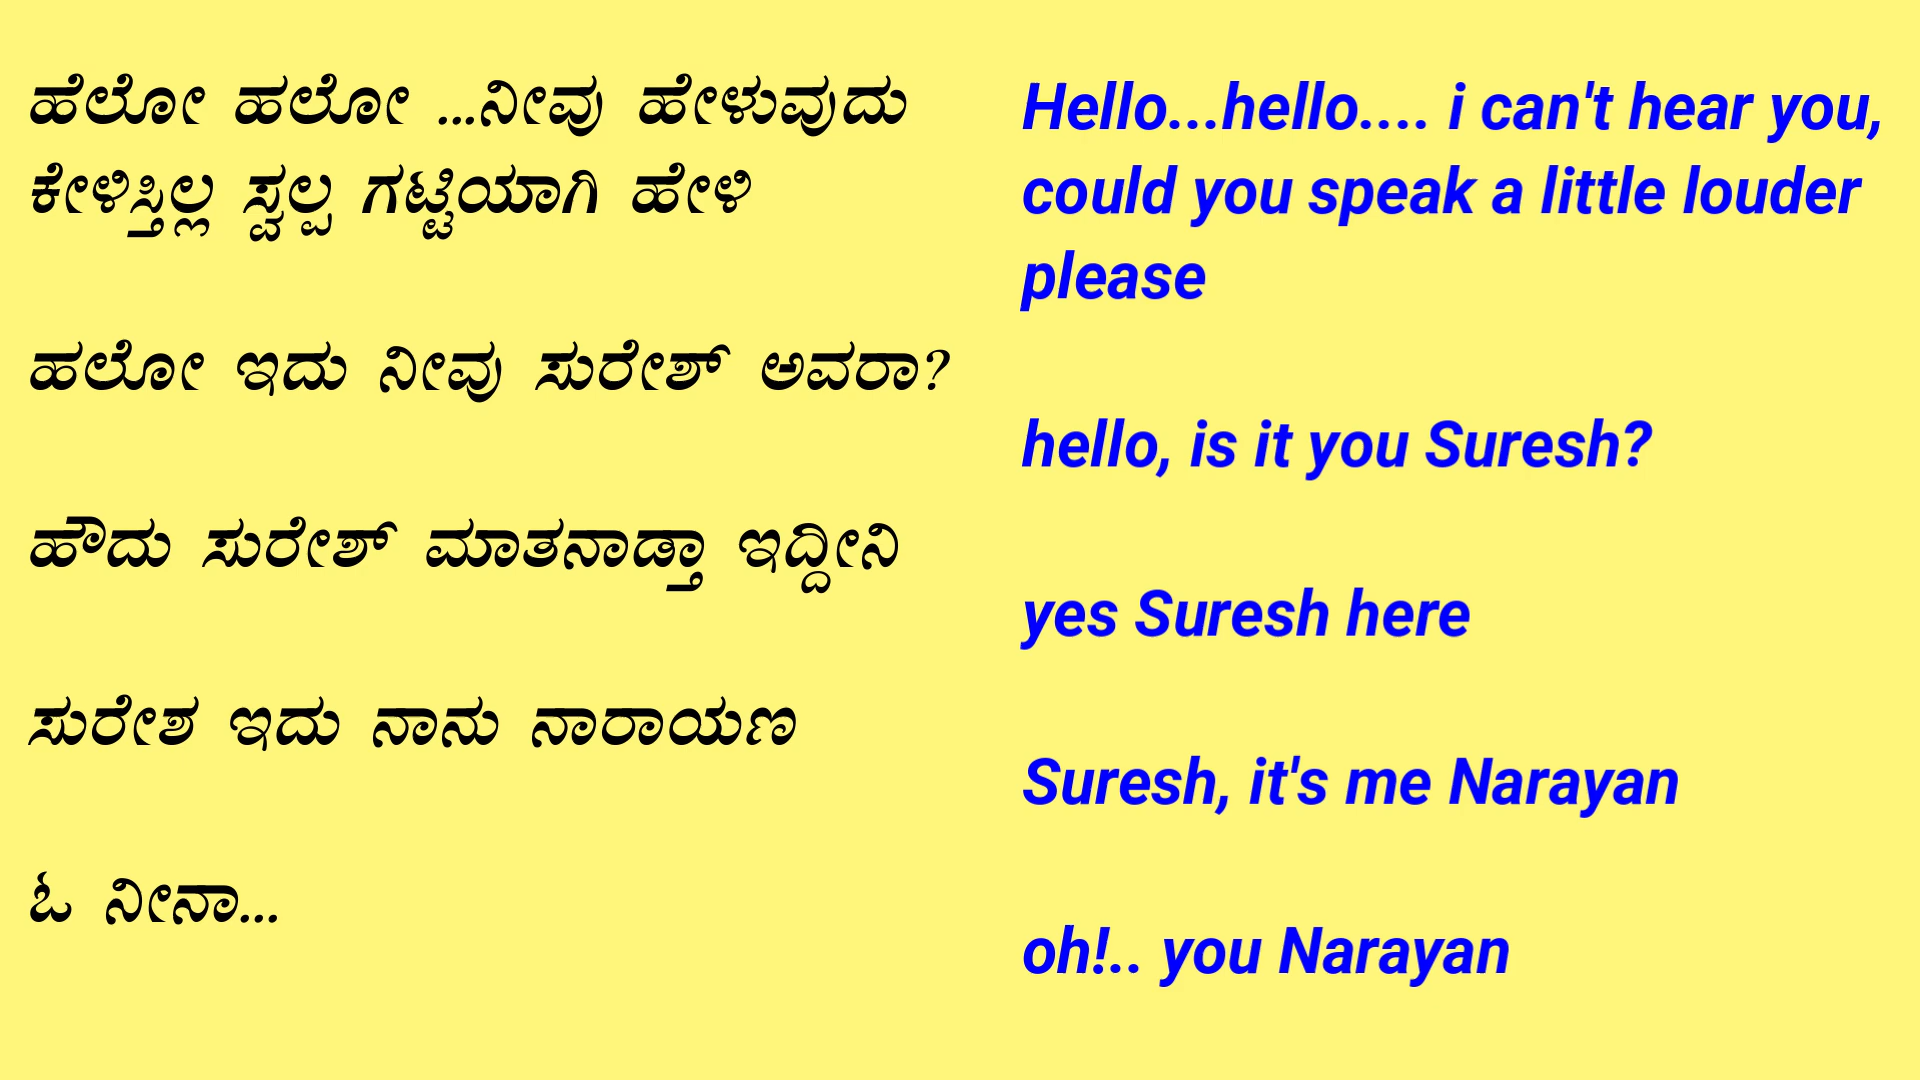 ಹೆಲೋ ಹಲೋ ...ನೀವು ಹೇಳುವುದು
ಕೇಳಿಸ್ತಿಲ್ಲ ಸ್ವಲ್ಪ ಗಟ್ಟಿಯಾಗಿ ಹೇಳಿ
ಹಲೋ ಇದು ನೀವು ಸುರೇಶ್ ಅವರಾ?
ಹೌದು ಸುರೇಶ್ ಮಾತನಾಡ್ತಾ ಇದ್ದೀನಿ
ಸುರೇಶ ಇದು ನಾನು ನಾರಾಯಣ
ಓ ನೀನಾ...
Hello...hello.... i can't hear you,
could you speak a little louder
please
hello, is it you Suresh?
yes Suresh here
Suresh, it's me Narayan
oh!.. you Narayan